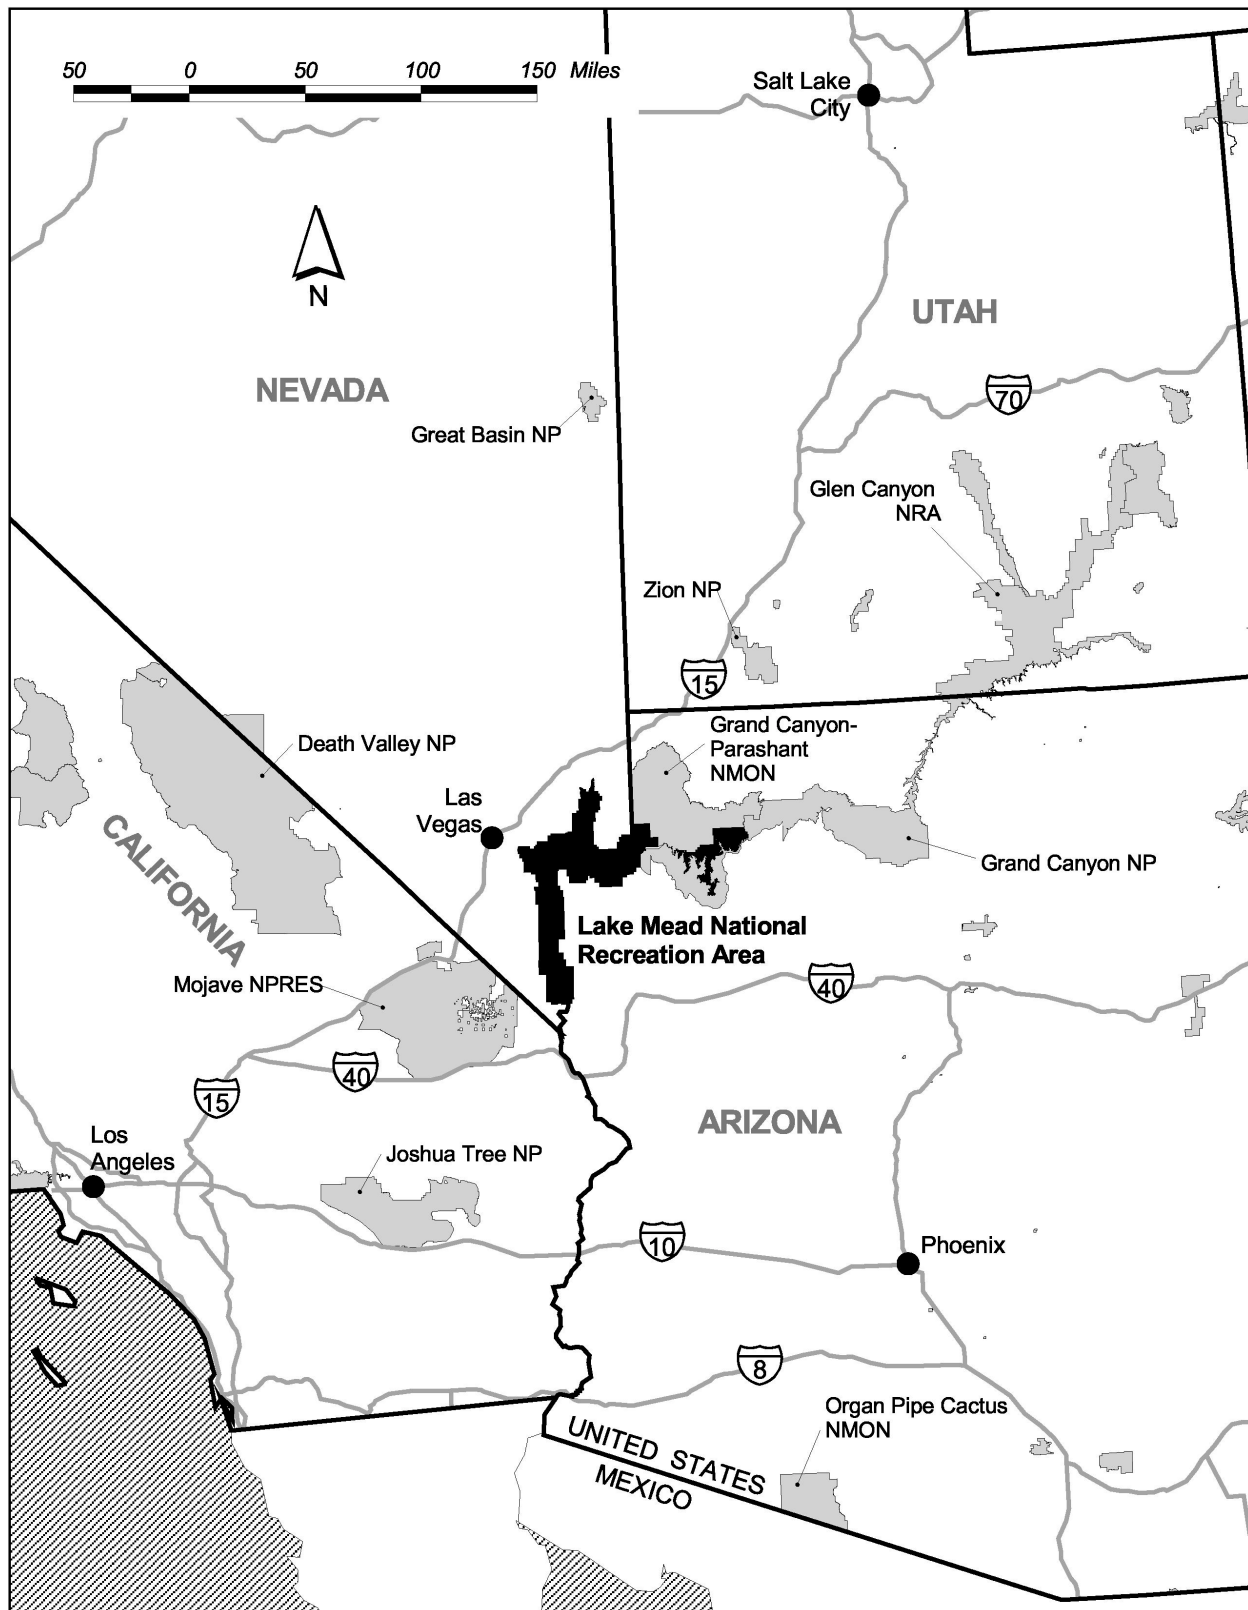 50 0 50 100 150 Miles
Salt Lake
City
N
UTAH
NEVADA
70
Great Basin NP
Glen Canyon
NRA
Zion NP
15
Grand Canyon-
Parashant
NMON
Death Valley NP
Las
Vegas
CALIFORNIA
Grand Canyon NP
Lake Mead National
Recreation Area
Mojave NPRES
40
40
15
ARIZONA
Los
Angeles
Joshua Tree NP
10
Phoenix
8
Organ Pipe Cactus
NMON
UNITED STATES
MEXICO